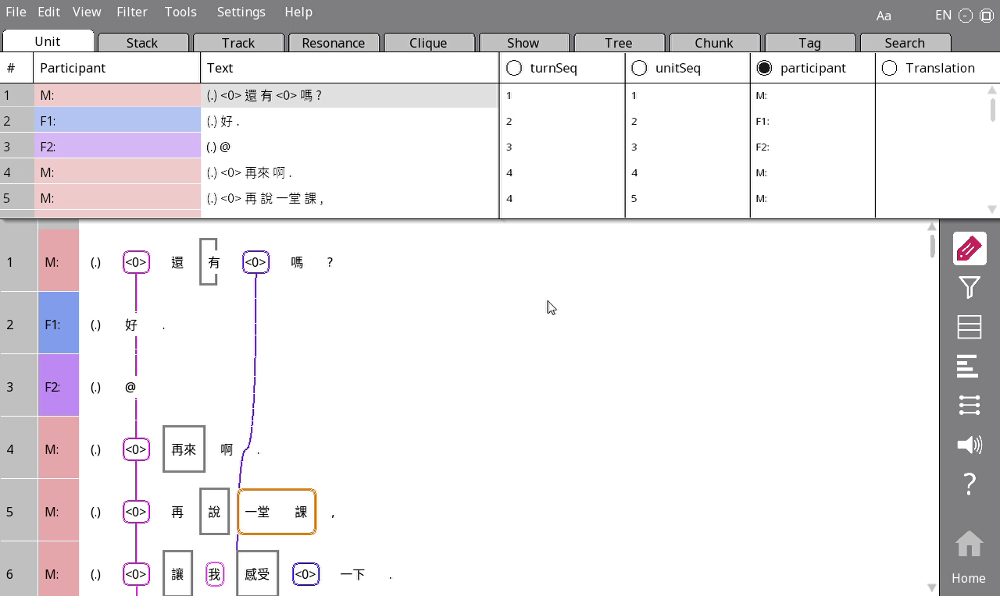 File Edit View Filter Tools Settings Help Aa EN
Unit Stack Track Resonance Clique Show Tree Chunk Tag Search
# Participant Text turnSeq unitSeq participant Translation
1 M: (.) <0> 還 有 <0> 嗎 ? 1 1 M:
2 F1: (.) 好 . 2 2 F1:
3 F2: (.) @ 3 3 F2:
4 M: (.) <0> 再來 啊 . 4 4 M:
5 M: (.) <0> 再 說 一堂 課 , 4 5 M:
1 M: (.) <0> 還 有 <0> 嗎 ?
2 F1: (.) 好 .
3 F2: (.) @
4 M: (.) <0> 再來 啊 .
5 M: (.) <0> 再 說 一堂 課 ,
6 M: (.) <0> 讓 我 感受 <0> 一下 .
?
Home